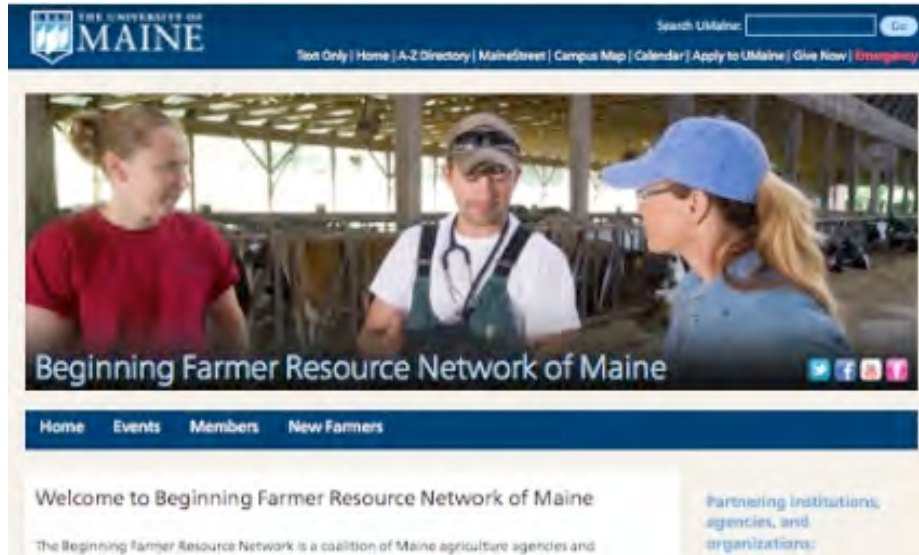 THE UNIVERSITY OF
MAINE
Search UMaine:
Go
Text Only | Home | A-Z Directory | MaineStreet | Campus Map | Calendar | Apply to UMaine | Give Now | Emergency
Beginning Farmer Resource Network of Maine
Home Events Members New Farmers
Welcome to Beginning Farmer Resource Network of Maine
The Beginning Farmer Resource Network is a coalition of Maine agriculture agencies and
Partnering institutions,
agencies, and
organizations: